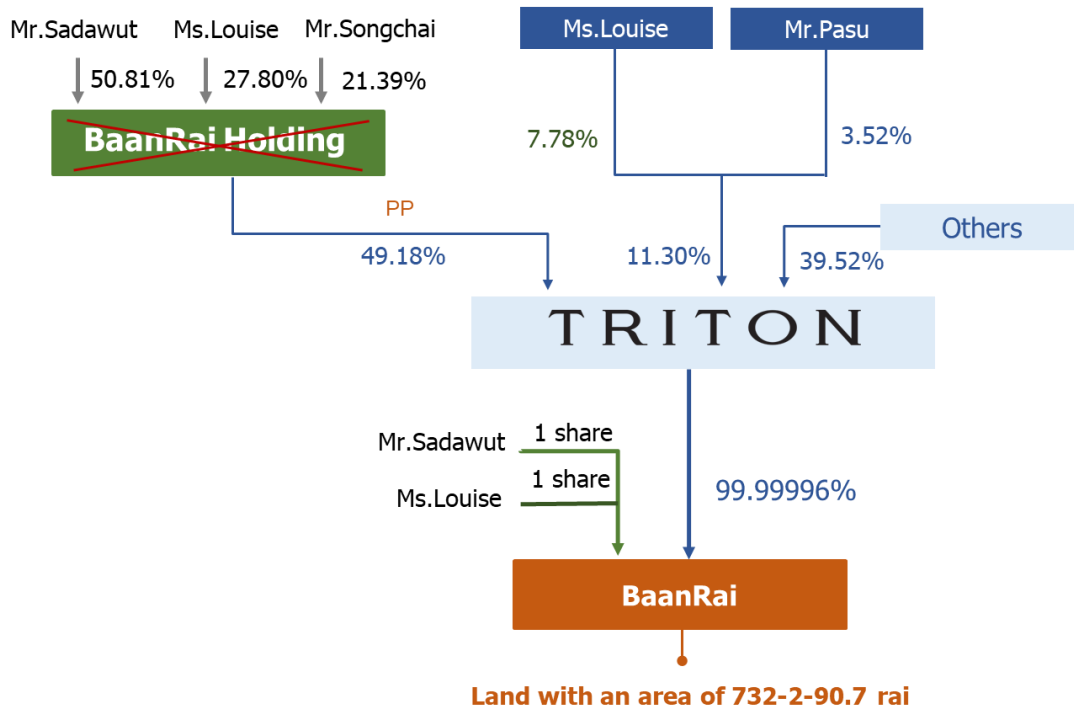 Mr.Sadawut Ms.Louise Mr.Songchai
50.81% 27.80% 21.39%
BaanRai Holding
Ms.Louise Mr.Pasu
7.78% 3.52%
PP
49.18% 11.30% 39.52%
Others
TRITON
Mr.Sadawut 1 share
Ms.Louise 1 share
99.99996%
BaanRai
Land with an area of 732-2-90.7 rai